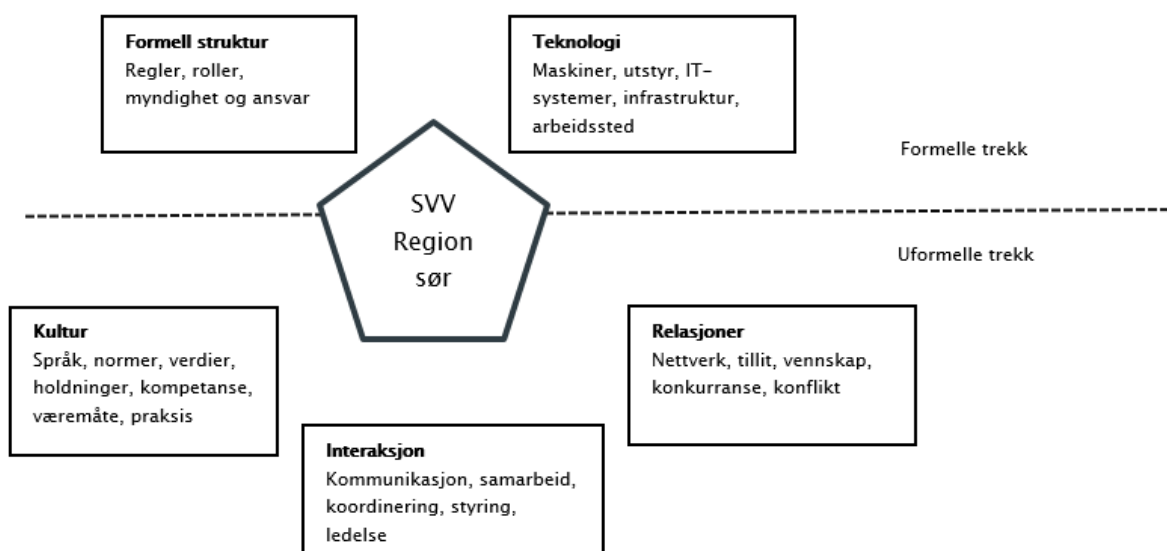 Formell struktur
Regler, roller,
myndighet og ansvar
Teknologi
Maskiner, utstyr, IT-
systemer, infrastruktur,
arbeidssted
Formelle trekk
SVV
Region
sør
Uformelle trekk
Kultur
Språk, normer, verdier,
holdninger, kompetanse,
væremåte, praksis
Relasjoner
Nettverk, tillit, vennskap,
konkurranse, konflikt
Interaksjon
Kommunikasjon, samarbeid,
koordinering, styring,
ledelse